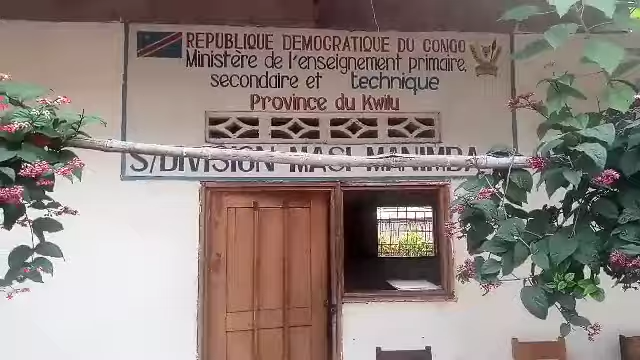 REPUBLIQUE DEMOCRATIQUE DU CONGO
Ministère de l'enseignement primaire,
secondaire et technique
Province du Kwilu
S/DIVISION MASI MANIMBA